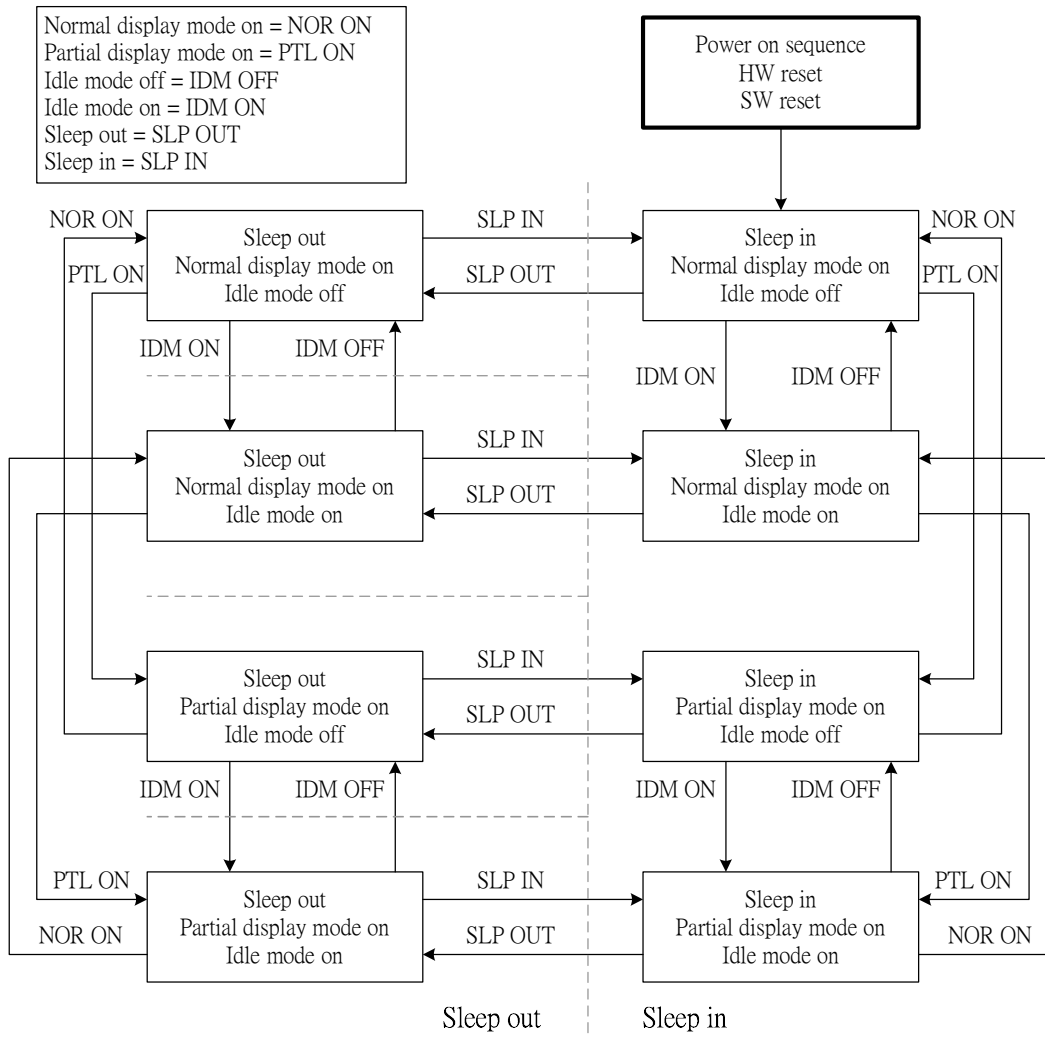 Normal display mode on = NOR ON
Partial display mode on = PTL ON
Idle mode off = IDM OFF
Idle mode on = IDM ON
Sleep out = SLP OUT
Sleep in = SLP IN
Power on sequence
HW reset
SW reset
NOR ON
PTL ON
Sleep out
Normal display mode on
Idle mode off
SLP IN
SLP OUT
Sleep in
Normal display mode on
Idle mode off
NOR ON
PTL ON
IDM ON
IDM OFF
IDM ON
IDM OFF
Sleep out
Normal display mode on
Idle mode on
SLP IN
SLP OUT
Sleep in
Normal display mode on
Idle mode on
Sleep out
Partial display mode on
Idle mode off
SLP IN
SLP OUT
Sleep in
Partial display mode on
Idle mode off
IDM ON
IDM OFF
IDM ON
IDM OFF
PTL ON
NOR ON
Sleep out
Partial display mode on
Idle mode on
SLP IN
SLP OUT
Sleep in
Partial display mode on
Idle mode on
PTL ON
NOR ON
Sleep out
Sleep in